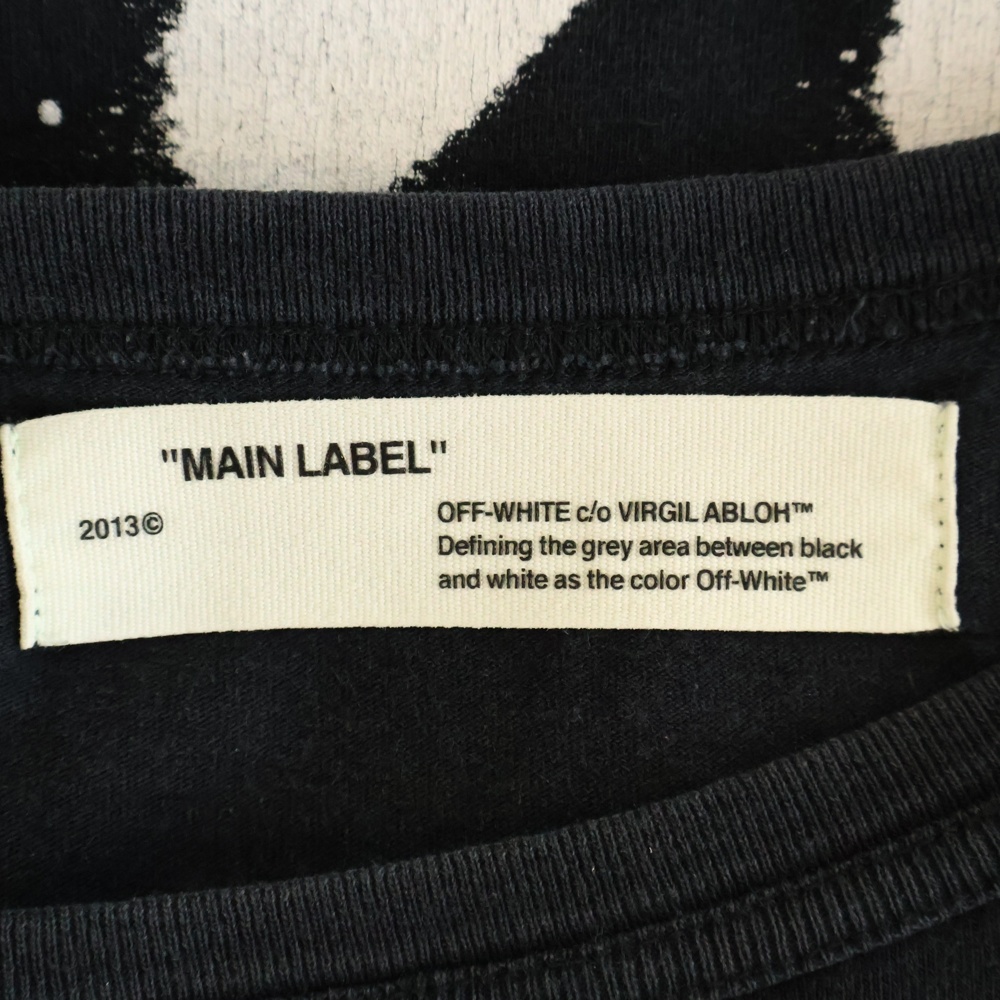 "MAIN LABEL"
2013©
OFF-WHITE c/o VIRGIL ABLOH™
Defining the grey area between black
and white as the color Off-White™